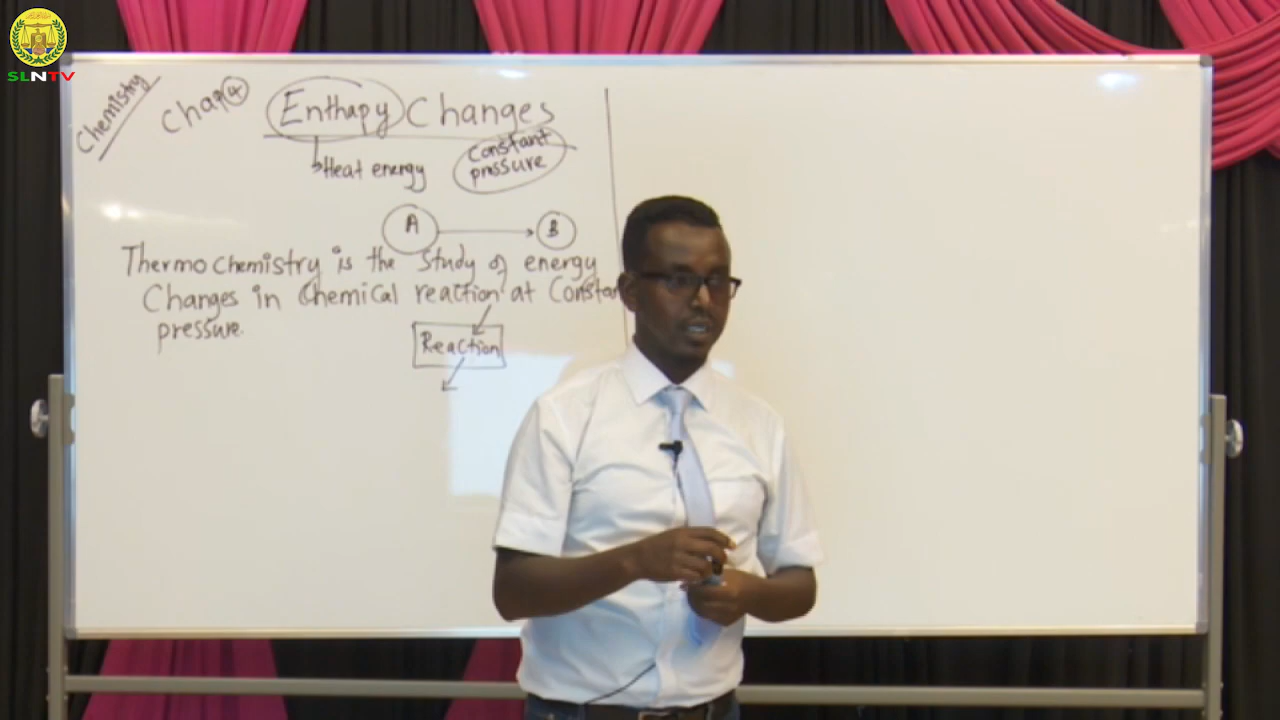 SLNTV
Chemistry
Chap 4
Enthapy Changes
Heat energy
Constant
pressure
A
B
Thermochemistry is the study of energy
Changes in Chemical reaction at Constan
pressure.
Reaction